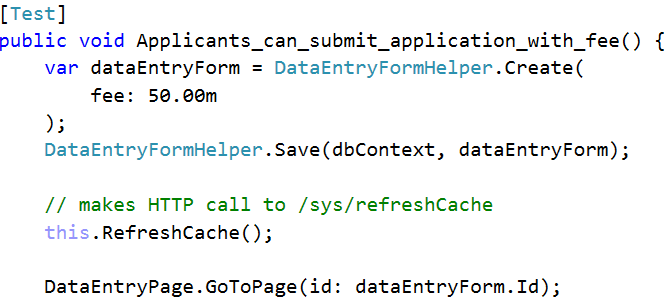 [Test]
public void Applicants_can_submit_application_with_fee() {
    var dataEntryForm = DataEntryFormHelper.Create(
        fee: 50.00m
    );
    DataEntryFormHelper.Save(dbContext, dataEntryForm);

    // makes HTTP call to /sys/refreshCache
    this.RefreshCache();

    DataEntryPage.GoToPage(id: dataEntryForm.Id);